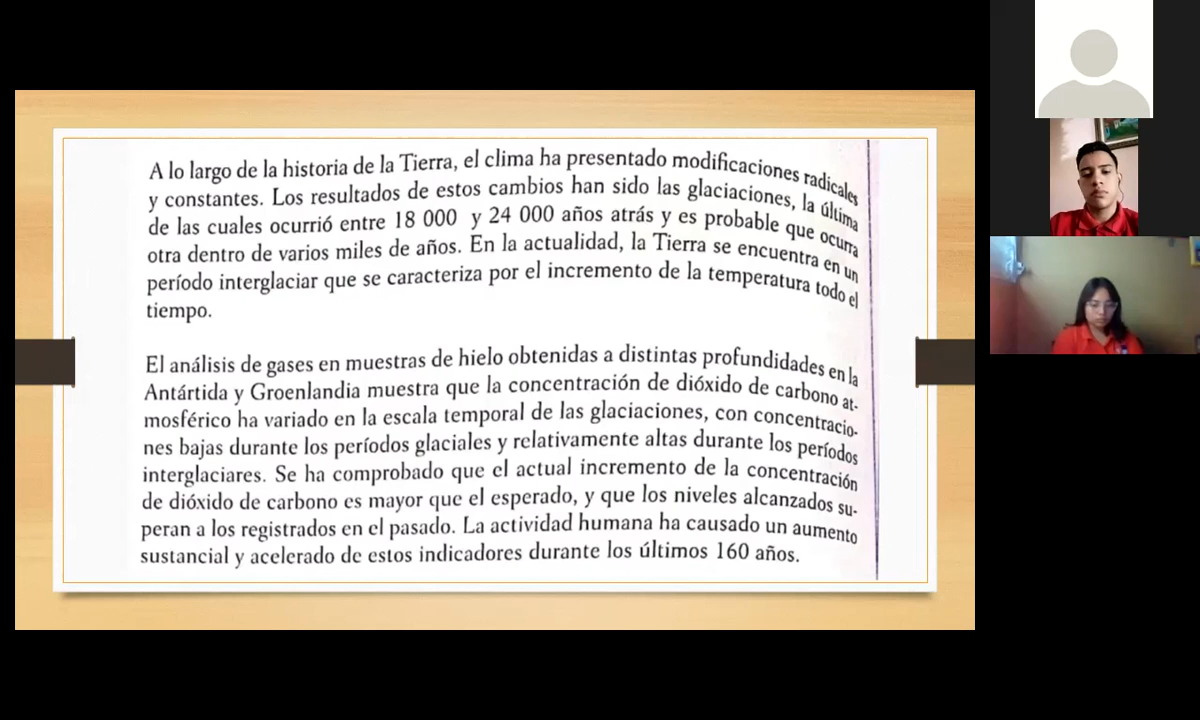 A lo largo de la historia de la Tierra, el clima ha presentado modificaciones radicales
y constantes. Los resultados de estos cambios han sido las glaciaciones, la última
de las cuales ocurrió entre 18 000 y 24 000 años atrás y es probable que ocurra
otra dentro de varios miles de años. En la actualidad, la Tierra se encuentra en un
período interglaciar que se caracteriza por el incremento de la temperatura todo el
tiempo.
El análisis de gases en muestras de hielo obtenidas a distintas profundidades en la
Antártida y Groenlandia muestra que la concentración de dióxido de carbono at-
mosférico ha variado en la escala temporal de las glaciaciones, con concentracio-
nes bajas durante los períodos glaciales y relativamente altas durante los períodos
interglaciares. Se ha comprobado que el actual incremento de la concentración
de dióxido de carbono es mayor que el esperado, y que los niveles alcanzados su-
peran a los registrados en el pasado. La actividad humana ha causado un aumento
sustancial y acelerado de estos indicadores durante los últimos 160 años.